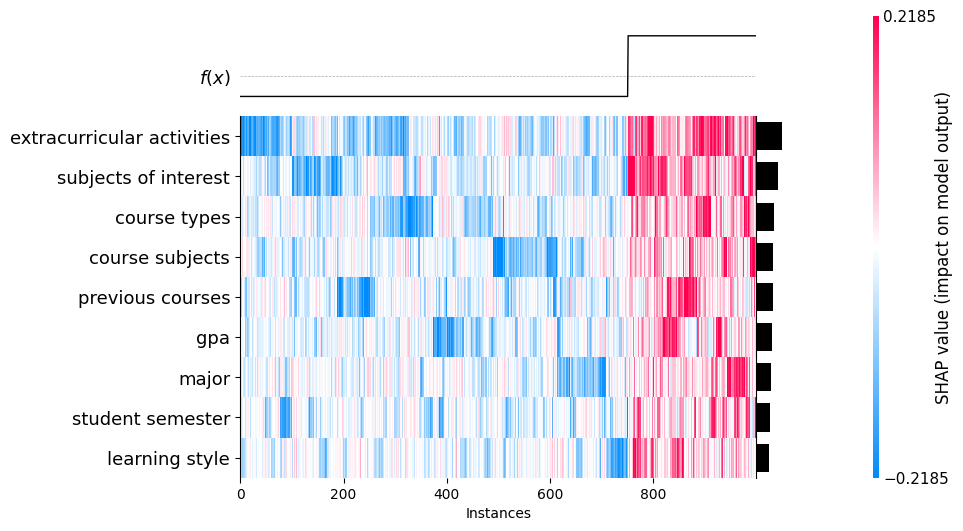 0.2185
f(x)
extracurricular activities
subjects of interest
course types
course subjects
previous courses
gpa
major
student semester
learning style
SHAP value (impact on model output)
−0.2185
0 200 400 600 800
Instances